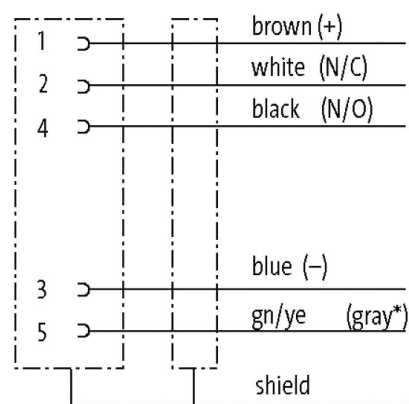 1 brown (+)
2 white (N/C)
4 black (N/O)
3 blue (–)
5 gn/ye (gray*)
shield